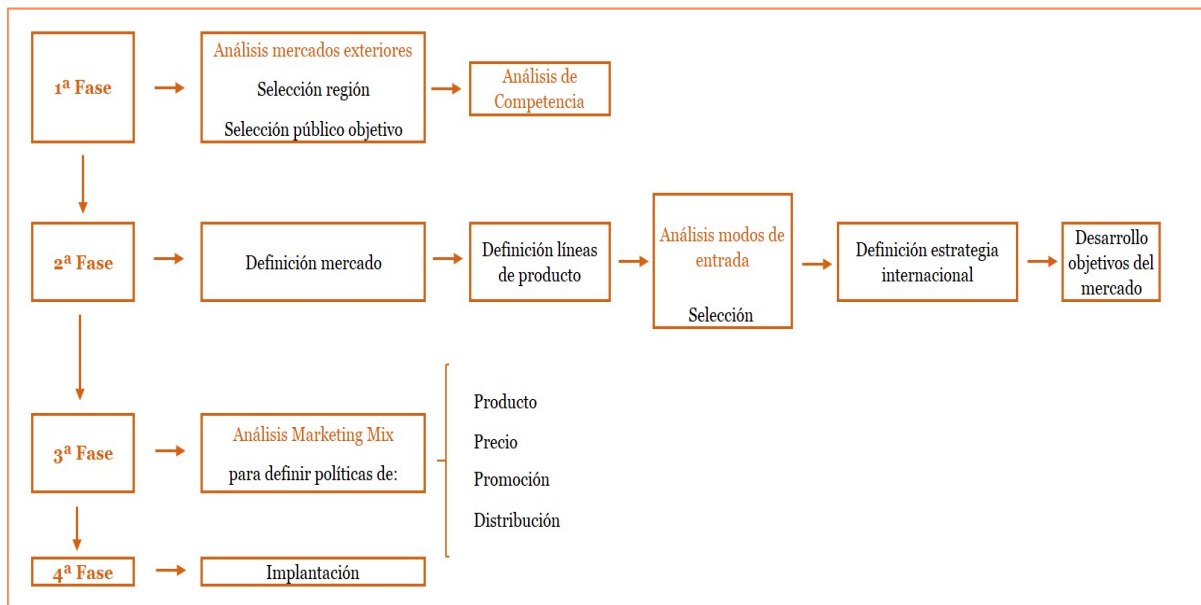 1ª Fase
Análisis mercados exteriores
Selección región
Selección público objetivo
Análisis de
Competencia
2ª Fase
Definición mercado
Definición líneas
de producto
Análisis modos de
entrada
Selección
Definición estrategia
internacional
Desarrollo
objetivos del
mercado
3ª Fase
Análisis Marketing Mix
para definir políticas de:
Producto
Precio
Promoción
Distribución
4ª Fase
Implantación